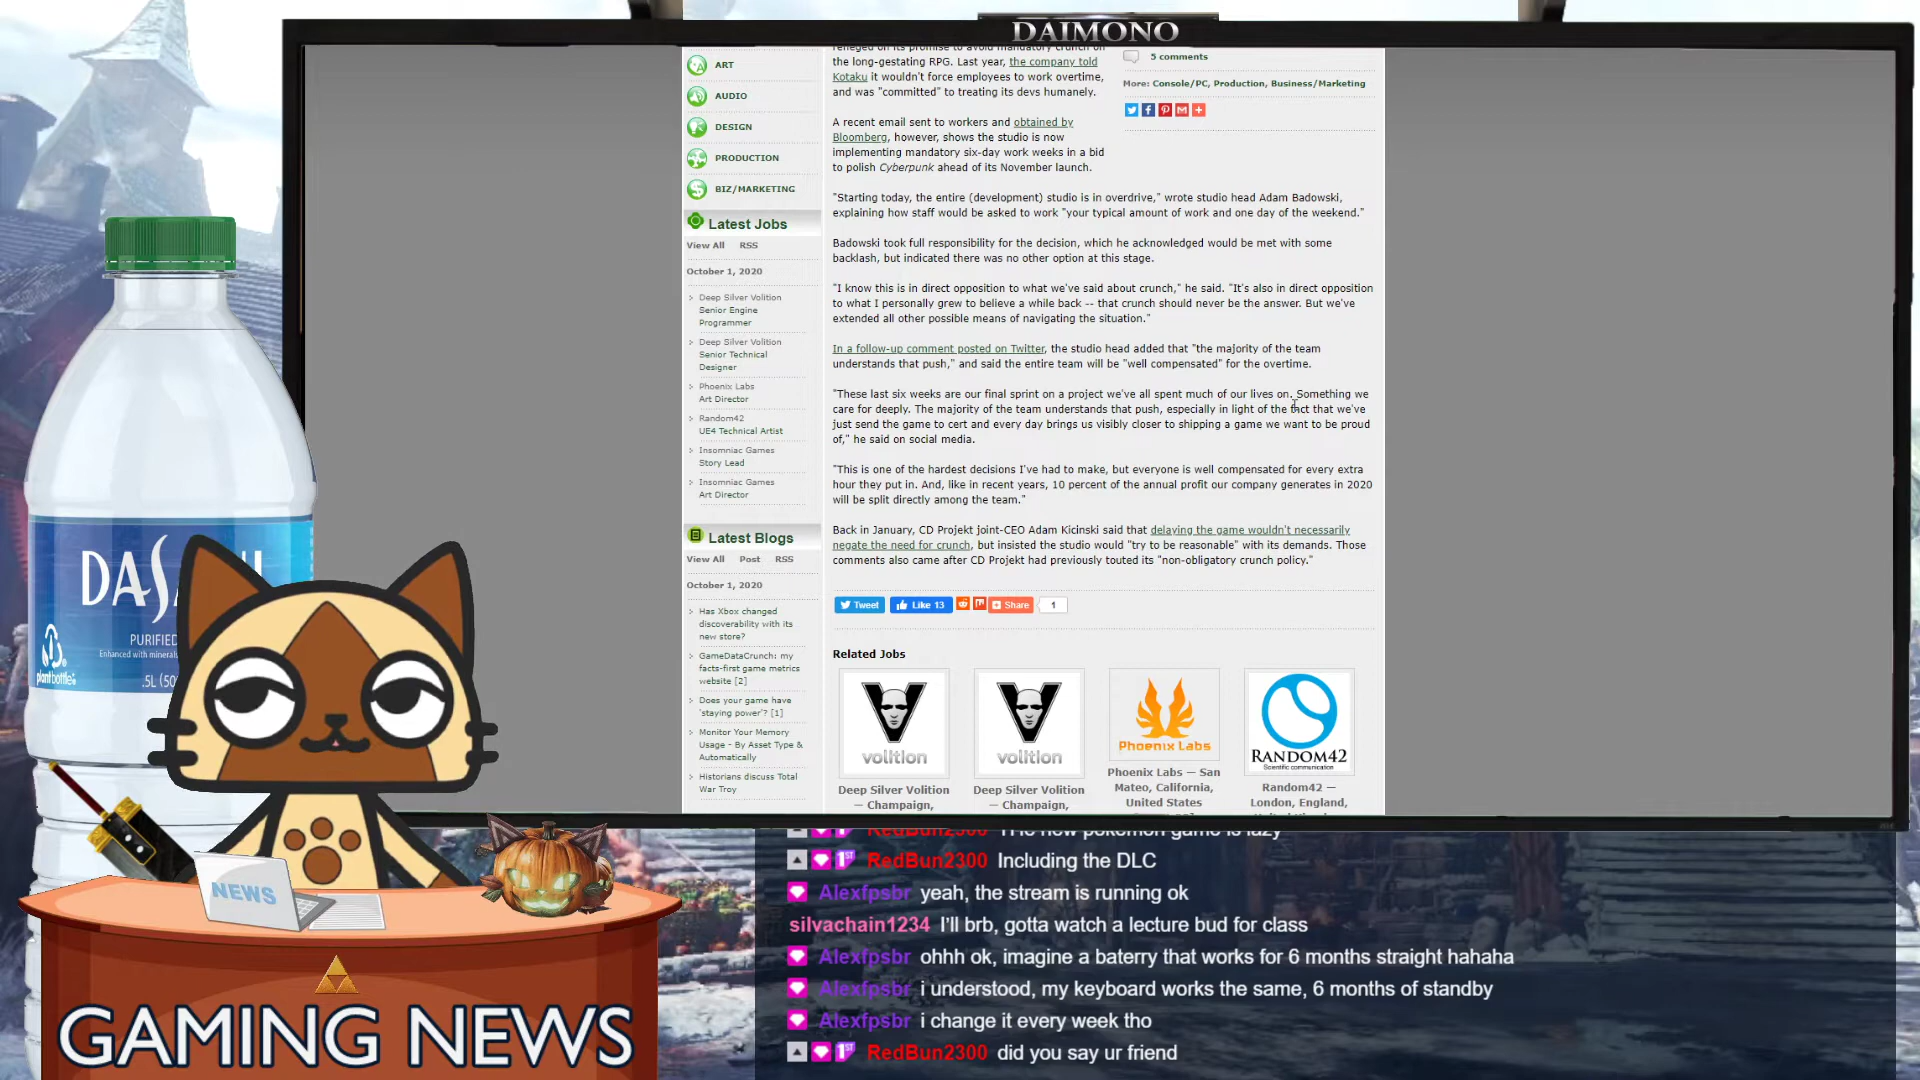 DAIMONO
ART
AUDIO
DESIGN
PRODUCTION
BIZ/MARKETING
Latest Jobs
View All RSS
October 1, 2020
Deep Silver Volition
Senior Engine
Programmer
Deep Silver Volition
Senior Technical
Designer
Phoenix Labs
Art Director
Random42
UE4 Technical Artist
Insomniac Games
Story Lead
Insomniac Games
Art Director
Latest Blogs
View All Post RSS
October 1, 2020
Has Xbox changed
discoverability with its
new store?
GameDataCrunch: my
facts-first game metrics
website [2]
Does your game have
'staying power'? [1]
Monitor Your Memory
Usage - By Asset Type &
Automatically
Historians discuss Total
War Troy
reneged on its promise to avoid mandatory crunch on
the long-gestating RPG. Last year, the company told
Kotaku it wouldn't force employees to work overtime,
and was "committed" to treating its devs humanely.
A recent email sent to workers and obtained by
Bloomberg, however, shows the studio is now
implementing mandatory six-day work weeks in a bid
to polish Cyberpunk ahead of its November launch.
5 comments
More: Console/PC, Production, Business/Marketing
"Starting today, the entire (development) studio is in overdrive," wrote studio head Adam Badowski,
explaining how staff would be asked to work "your typical amount of work and one day of the weekend."
Badowski took full responsibility for the decision, which he acknowledged would be met with some
backlash, but indicated there was no other option at this stage.
"I know this is in direct opposition to what we've said about crunch," he said. "It's also in direct opposition
to what I personally grew to believe a while back -- that crunch should never be the answer. But we've
extended all other possible means of navigating the situation."
In a follow-up comment posted on Twitter, the studio head added that "the majority of the team
understands that push," and said the entire team will be "well compensated" for the overtime.
"These last six weeks are our final sprint on a project we've all spent much of our lives on. Something we
care for deeply. The majority of the team understands that push, especially in light of the fact that we've
just send the game to cert and every day brings us visibly closer to shipping a game we want to be proud
of," he said on social media.
"This is one of the hardest decisions I've had to make, but everyone is well compensated for every extra
hour they put in. And, like in recent years, 10 percent of the annual profit our company generates in 2020
will be split directly among the team."
Back in January, CD Projekt joint-CEO Adam Kicinski said that delaying the game wouldn't necessarily
negate the need for crunch, but insisted the studio would "try to be reasonable" with its demands. Those
comments also came after CD Projekt had previously touted its "non-obligatory crunch policy."
Tweet Like 13 Share 1
Related Jobs
volition
volition
Phoenix Labs
RANDOM42
Scientific communication
Deep Silver Volition
— Champaign,
Deep Silver Volition
— Champaign,
Phoenix Labs — San
Mateo, California,
United States
Random42 —
London, England,
DAS
PURIFIED
Enhanced with minerals
plantbottle
.5L (50
NEWS
GAMING NEWS
RedBun2300 The new pokemon game is lazy
RedBun2300 Including the DLC
Alexfpsbr yeah, the stream is running ok
silvachain1234 I'll brb, gotta watch a lecture bud for class
Alexfpsbr ohhh ok, imagine a baterry that works for 6 months straight hahaha
Alexfpsbr i understood, my keyboard works the same, 6 months of standby
Alexfpsbr i change it every week tho
RedBun2300 did you say ur friend